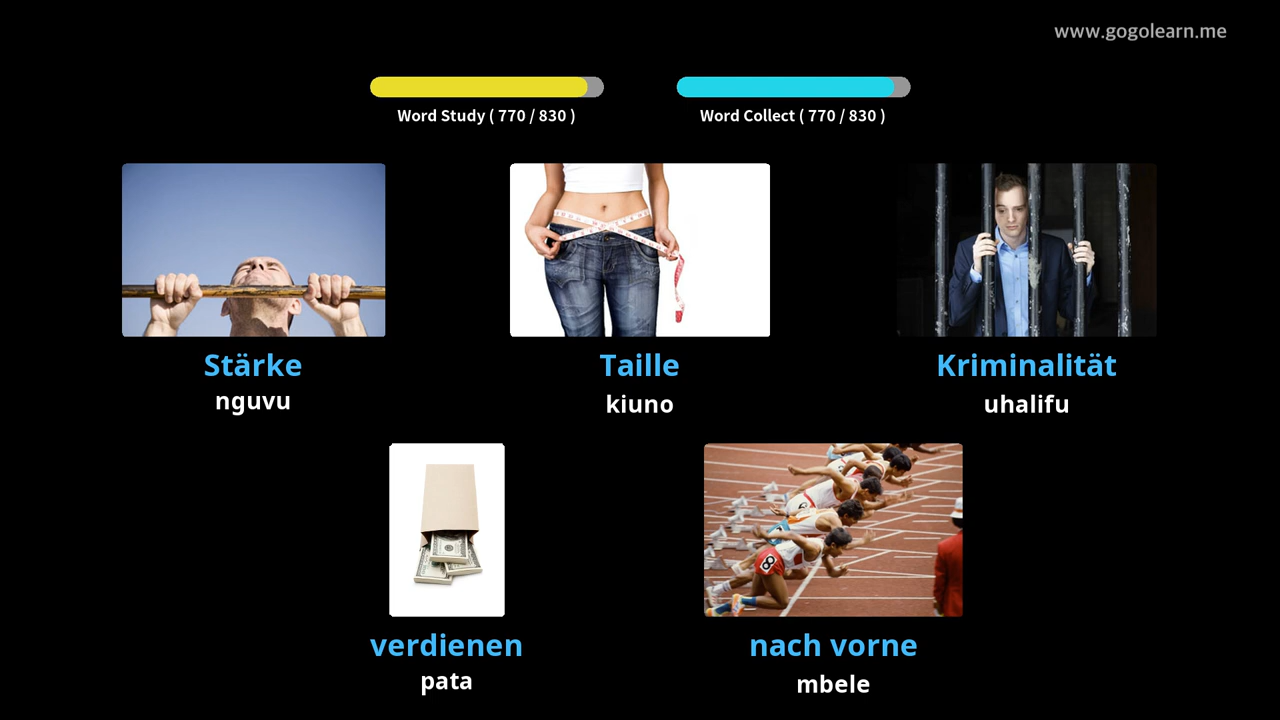 www.gogolearn.me
Word Study ( 770 / 830 )
Word Collect ( 770 / 830 )
Stärke
nguvu
Taille
kiuno
Kriminalität
uhalifu
verdienen
pata
nach vorne
mbele